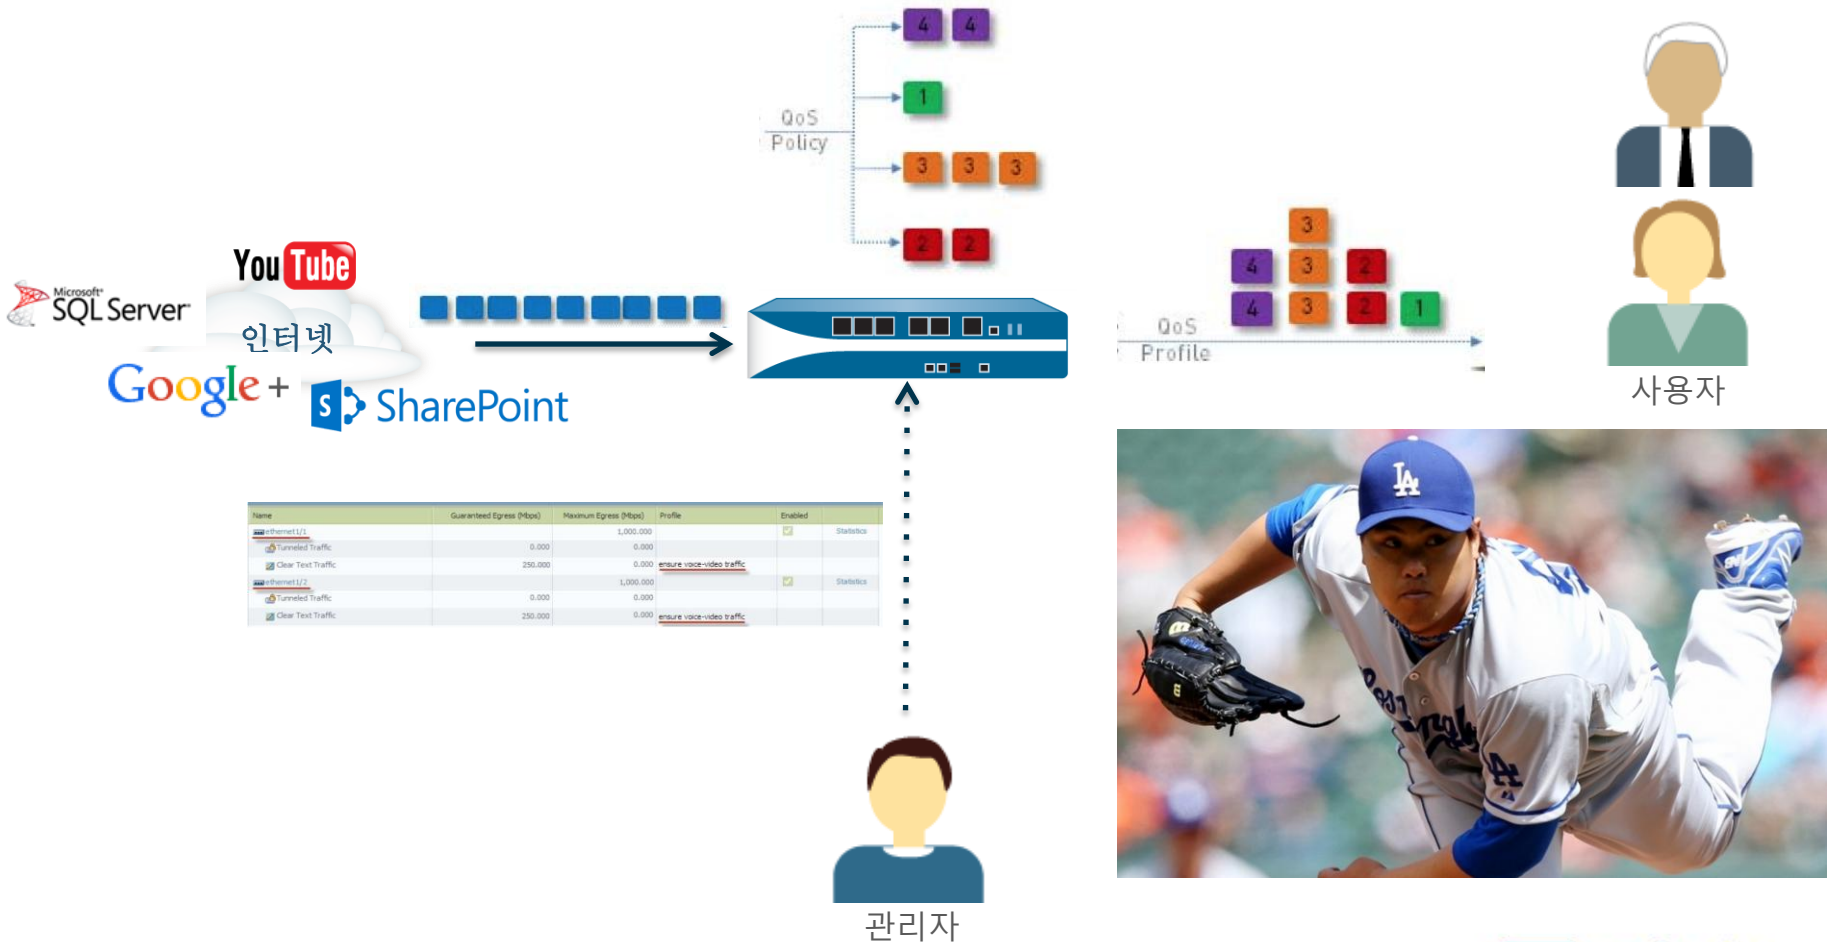 4 4
1
QoS
Policy
3 3 3
2 2
You Tube
Microsoft®
SQL Server
인터넷
Google +
S SharePoint
3
4 3 2
4 3 2 1
QoS
Profile
사용자
Name Guaranteed Egress (Mbps) Maximum Egress (Mbps) Profile Enabled
ethernet1/1 1,000.000 Statistics
Tunneled Traffic 0.000 0.000
Clear Text Traffic 250.000 0.000 ensure voice-video traffic
ethernet1/2 1,000.000 Statistics
Tunneled Traffic 0.000 0.000
Clear Text Traffic 250.000 0.000 ensure voice-video traffic
LA
LA
관리자